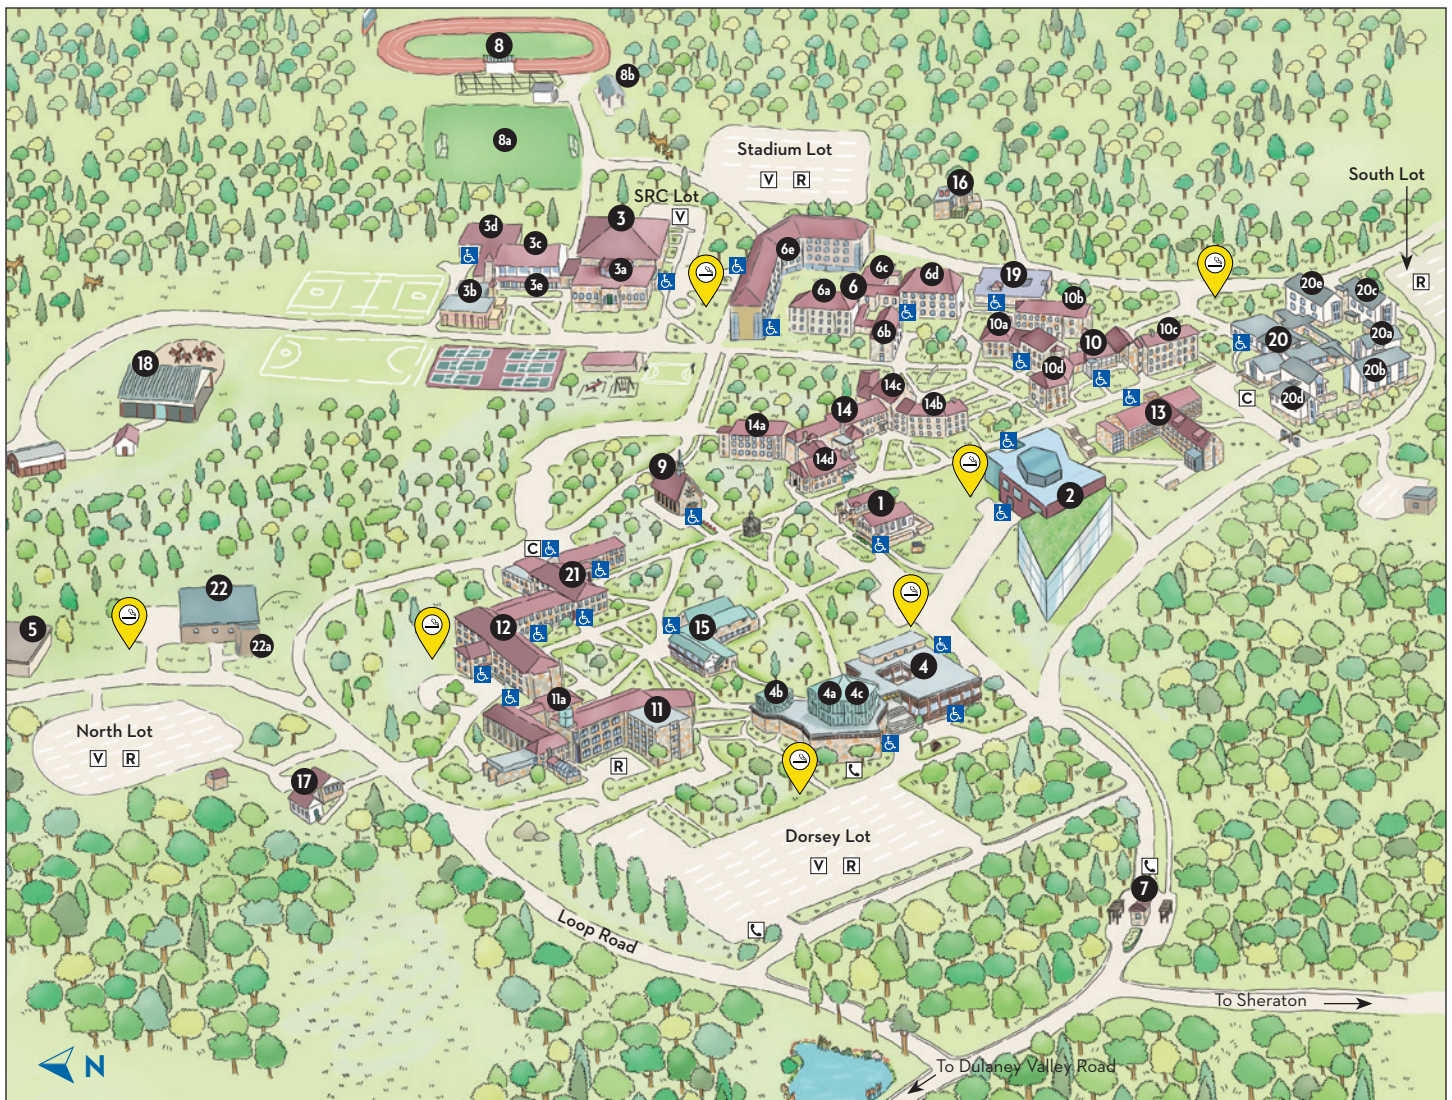 8
8b
8a
Stadium Lot
V R
South Lot
R
SRC Lot
V
16
3d
3c
3
3a
3e
3b
6e
6c
6d
6a
6
6b
19
10b
10a
10
10c
10d
20e
20c
20
20a
20b
20d
C
18
14c
14
14b
14a
14d
13
9
1
2
C
21
22
22a
5
12
15
4
4b
4a
4c
11a
11
R
North Lot
V R
17
Dorsey Lot
V R
7
Loop Road
To Sheraton
To Dulaney Valley Road
N